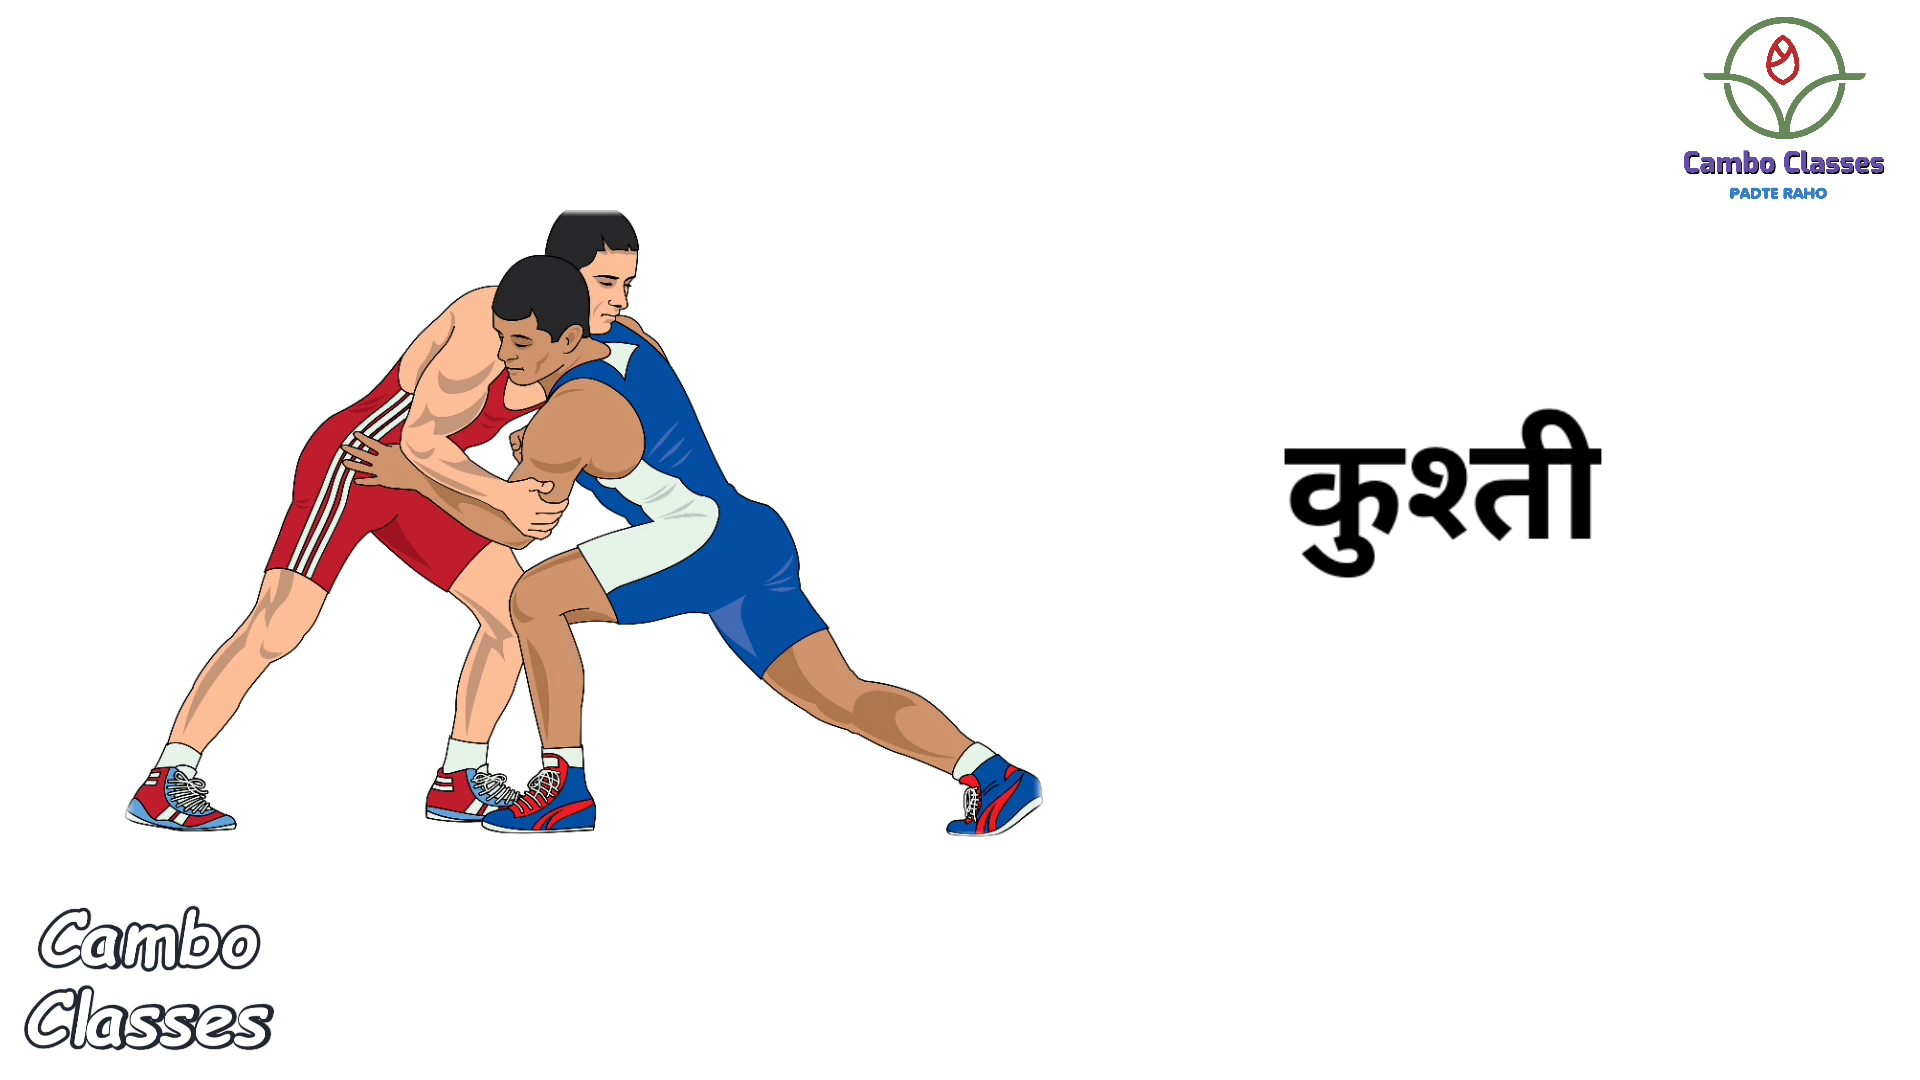 Cambo Classes
PADTE RAHO
कुश्ती
Cambo
Classes